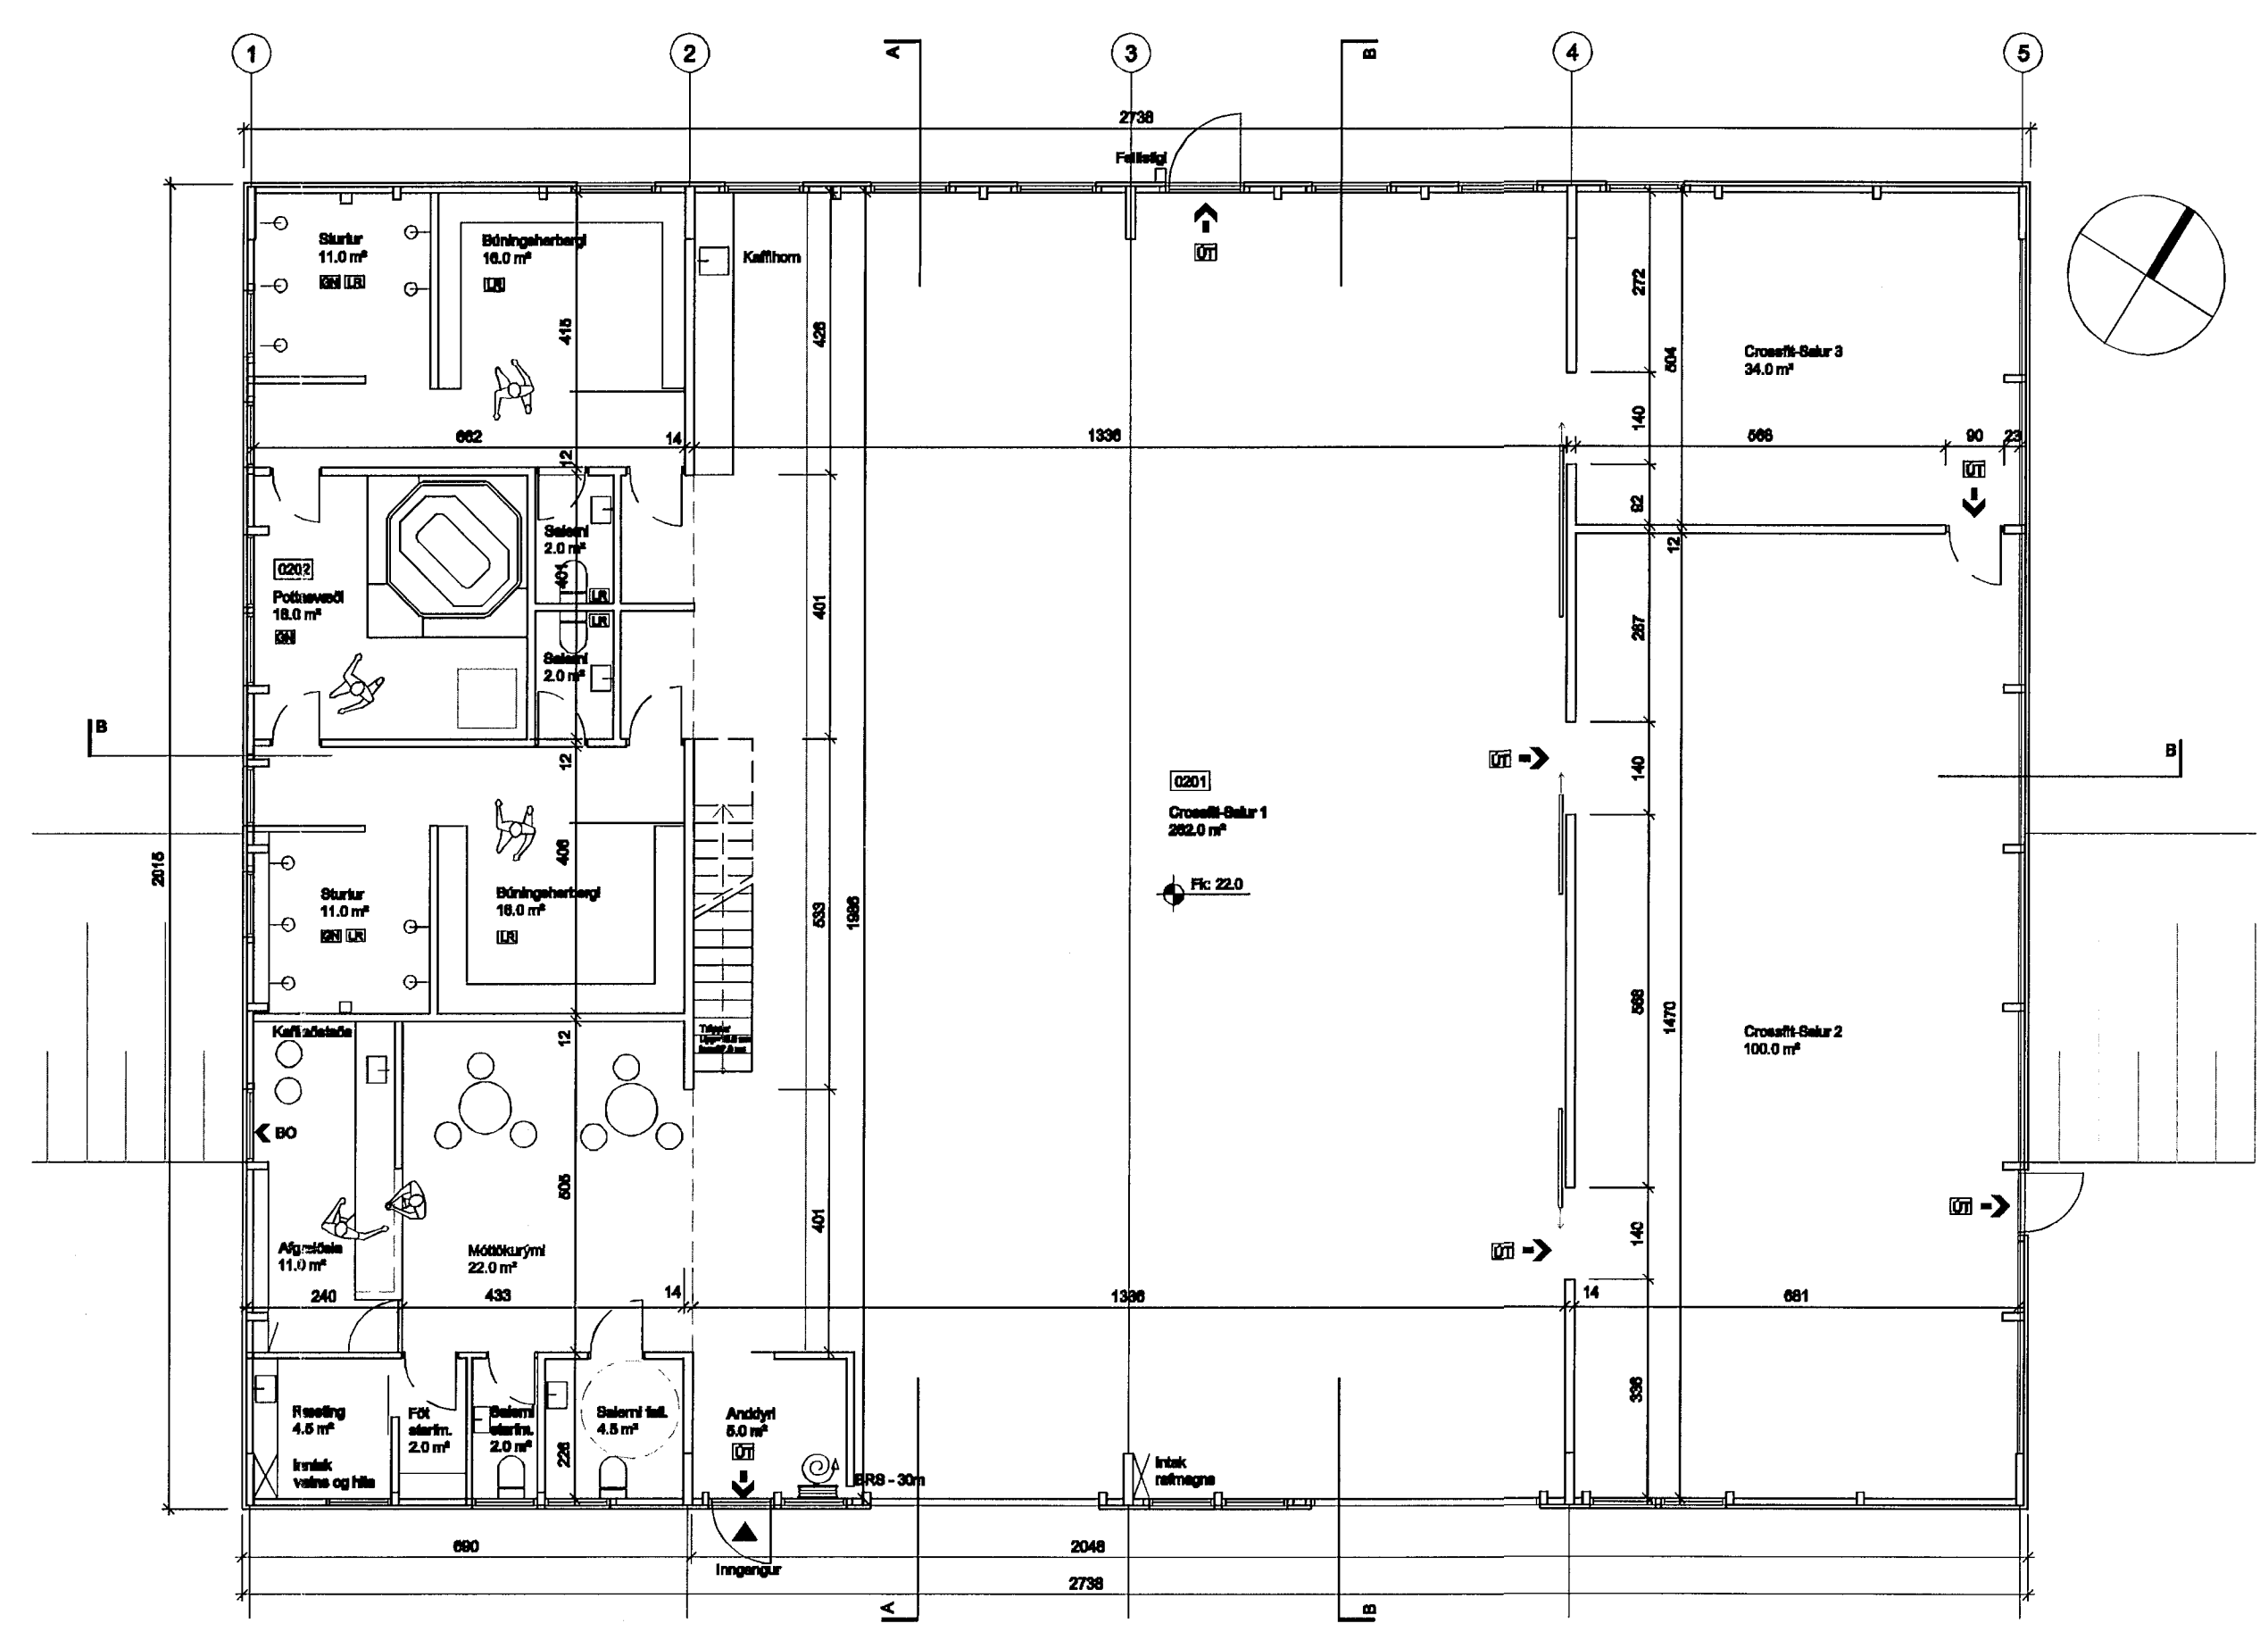 1
2
A
3
B
4
5
2738
Fellistigi
Sturtur
11.0 m²
GN LR
Búningsherbergi
16.0 m²
LR
Kaffihorn
ÚT
415
426
272
504
Crossfit-Salur 3
34.0 m²
140
662
14
1336
568
90
23
12
ÚT
92
12
Salerni
2.0 m²
401
LR
LR
0202
Pottasvæði
18.0 m²
GN
401
287
Salerni
2.0 m²
B
12
ÚT
140
B
0201
Crossfit-Salur 1
262.0 m²
Fk: 22.0
2015
406
533
1986
Sturtur
11.0 m²
GN LR
Búningsherbergi
16.0 m²
LR
568
1470
Kaffiaðstaða
12
Tröppur
Crossfit-Salur 2
100.0 m²
BO
505
401
ÚT
140
ÚT
Afgreiðsla
11.0 m²
Móttökurými
22.0 m²
240
433
14
1336
14
681
336
Ræsting
4.5 m²
Föt
starfm.
2.0 m²
Salerni
starfm.
2.0 m²
Salerni fatl.
4.5 m²
226
Anddyri
5.0 m²
ÚT
Inntak
vatns og hita
BRS - 30m
Intak
rafmagns
690
2048
Inngangur
2738
A
B